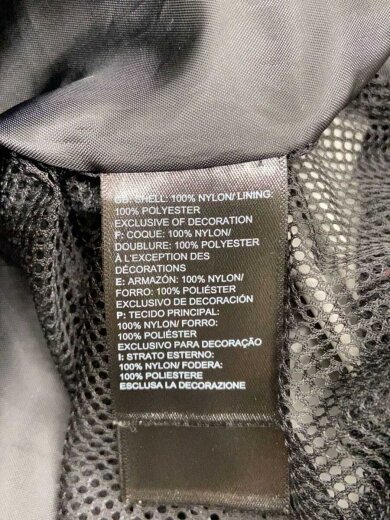 GB: SHELL: 100% NYLON/ LINING:
100% POLYESTER
EXCLUSIVE OF DECORATION
F: COQUE: 100% NYLON/
DOUBLURE: 100% POLYESTER
À L'EXCEPTION DES
DÉCORATIONS
E: ARMAZÓN: 100% NYLON/
FORRO: 100% POLIÉSTER
EXCLUSIVO DE DECORACIÓN
P: TECIDO PRINCIPAL:
100% NYLON/ FORRO:
100% POLIÉSTER
EXCLUSIVO PARA DECORAÇÃO
I: STRATO ESTERNO:
100% NYLON/ FODERA:
100% POLIESTERE
ESCLUSA LA DECORAZIONE